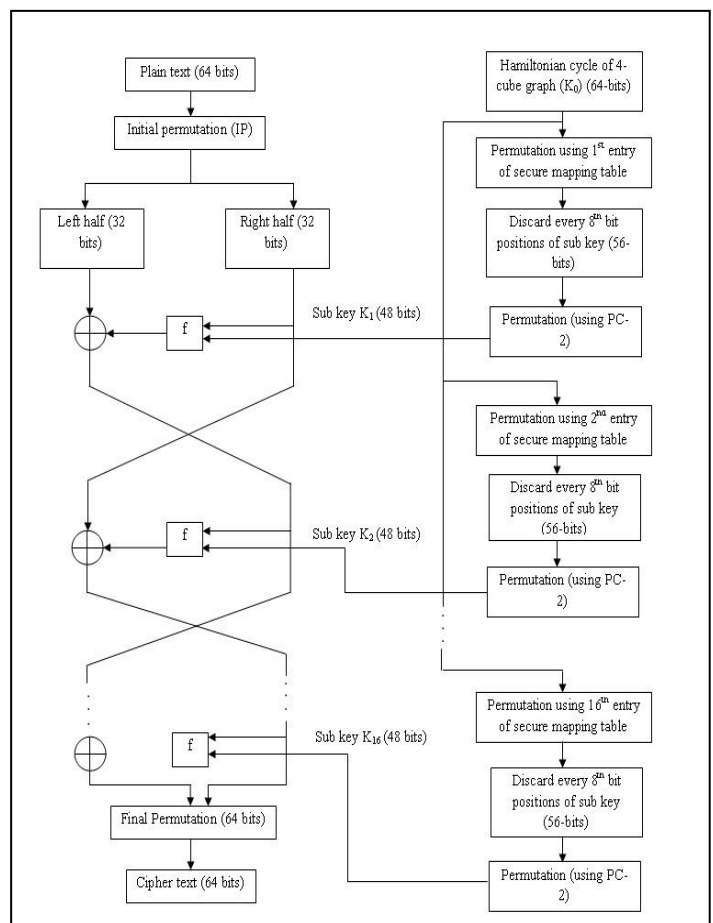 Plain text (64 bits)
Initial permutation (IP)
Left half (32
bits)
Right half (32
bits)
f
Sub key K₁ (48 bits)
f
Sub key K₂ (48 bits)
f
Sub key K₁₆ (48 bits)
Final Permutation (64 bits)
Cipher text (64 bits)
Hamiltonian cycle of 4-
cube graph (K₀) (64-bits)
Permutation using 1ˢᵗ entry
of secure mapping table
Discard every 8ᵗʰ bit
positions of sub key (56-
bits)
Permutation (using PC-
2)
Permutation using 2ⁿᵈ entry
of secure mapping table
Discard every 8ᵗʰ bit
positions of sub key
(56-bits)
Permutation (using PC-
2)
Permutation using 16ᵗʰ entry
of secure mapping table
Discard every 8ᵗʰ bit
positions of sub key
(56-bits)
Permutation (using PC-
2)